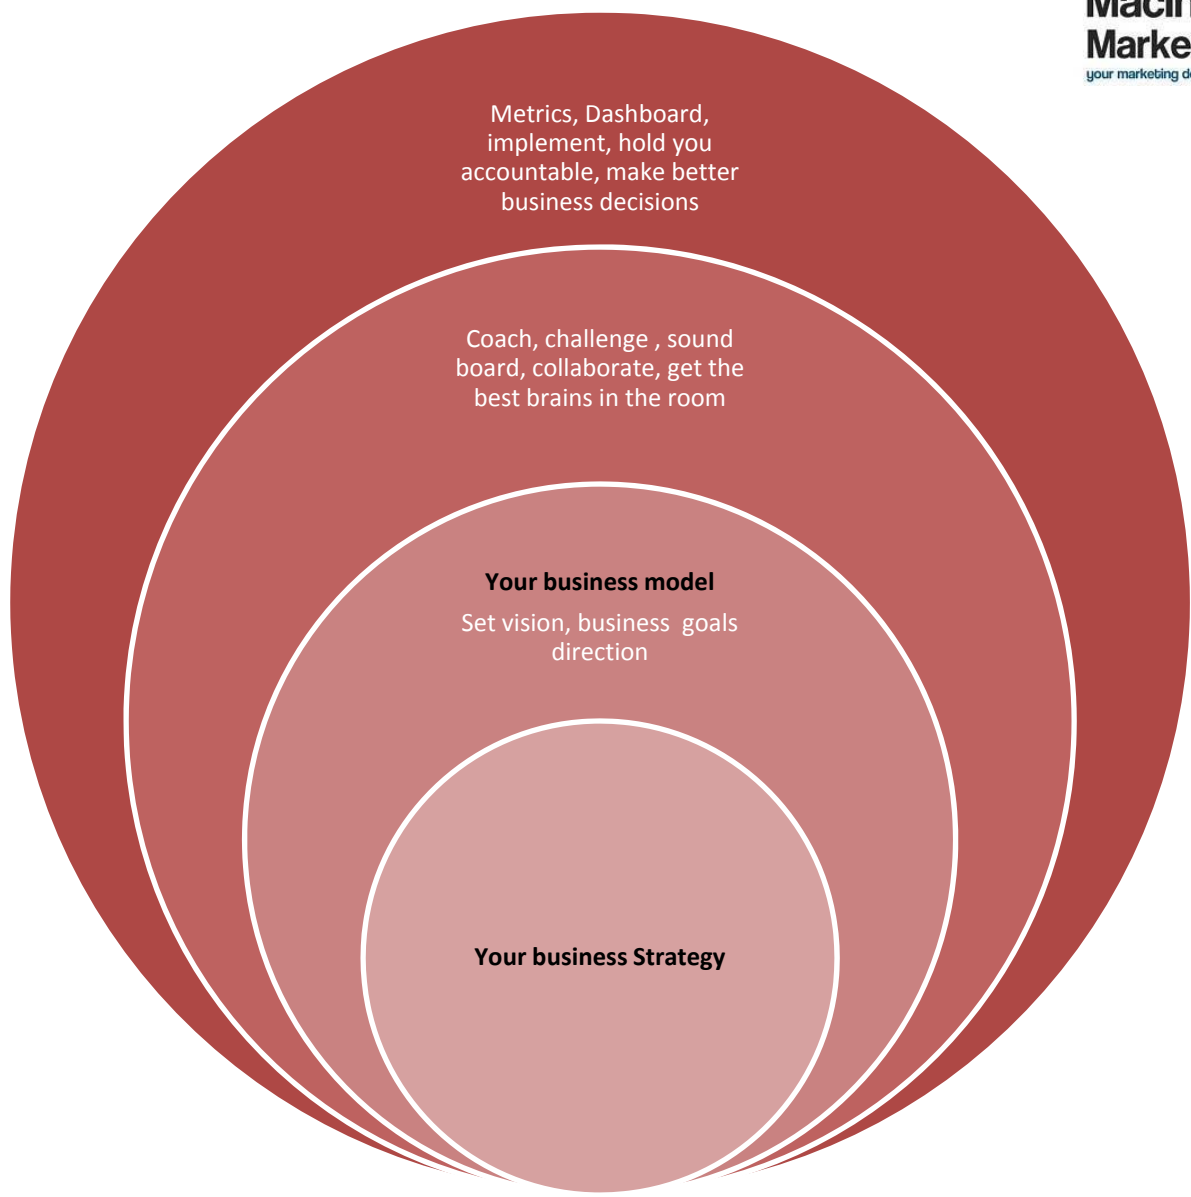 Marke
your marketing d
Metrics, Dashboard,
implement, hold you
accountable, make better
business decisions
Coach, challenge , sound
board, collaborate, get the
best brains in the room
Your business model
Set vision, business  goals
direction
Your business Strategy